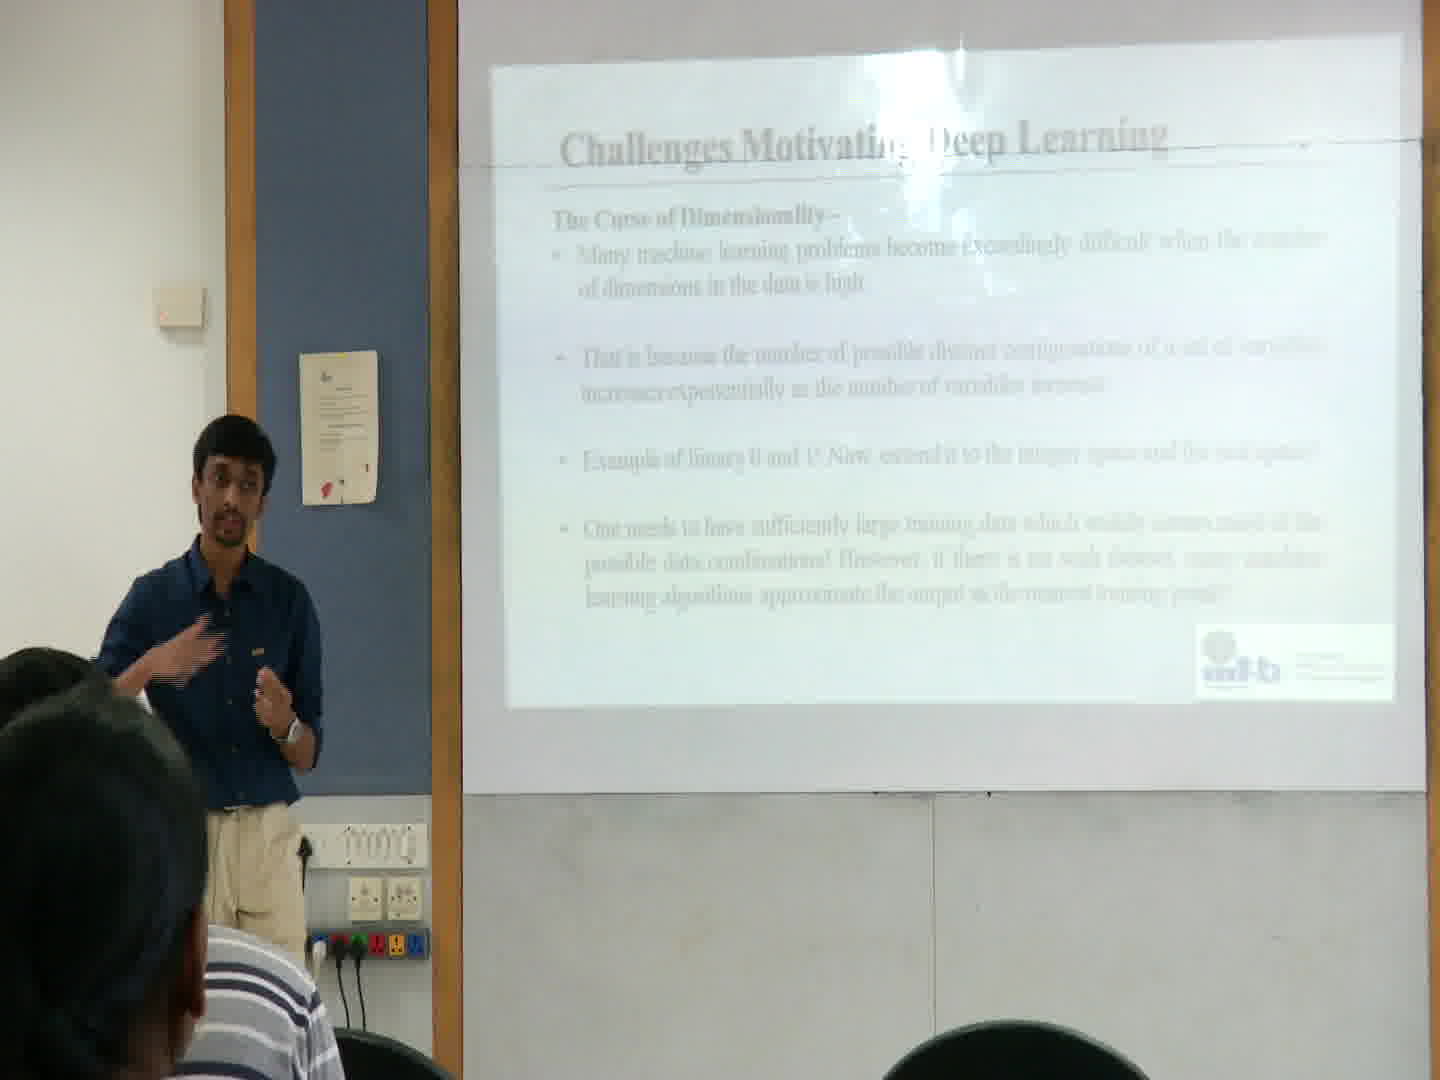 Challenges Motivating Deep Learning
The Curse of Dimensionality–
• Many machine learning problems become exceedingly difficult when the number
of dimensions in the data is high
• That is because the number of possible distinct configurations of a set of variables
increases exponentially as the number of variables increase
• Example of binary 0 and 1! Now, extend it to the integer space and the real space!
• One needs to have sufficiently large training data which covers most of the
possible data combinations! However, if there is no such dataset, many machine
learning algorithms approximate the output as the nearest training point!